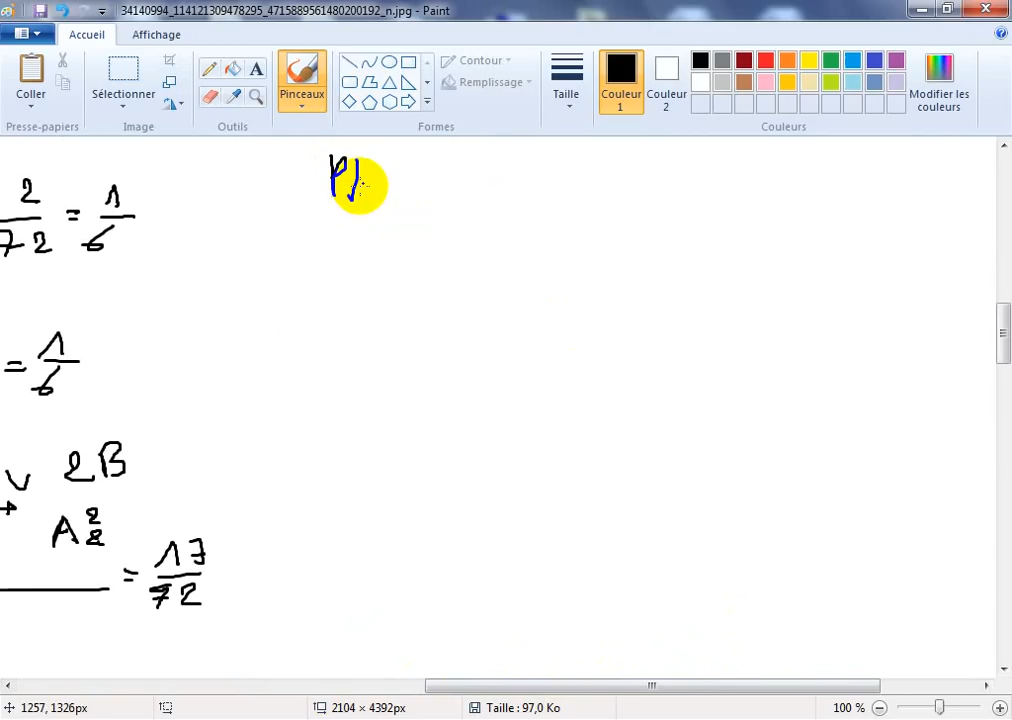 34140994_114121309478295_4715889561480200192_n.jpg - Paint
Accueil Affichage
Coller
Sélectionner
Pinceaux
Contour
Remplissage
Taille
Couleur 1
Couleur 2
Modifier les couleurs
Presse-papiers Image Outils Formes Couleurs
2/72 = 1/6
= 1/6
V 2B
A 2 2
= 17/72
1257, 1326px 2104 × 4392px Taille : 97,0 Ko 100 %